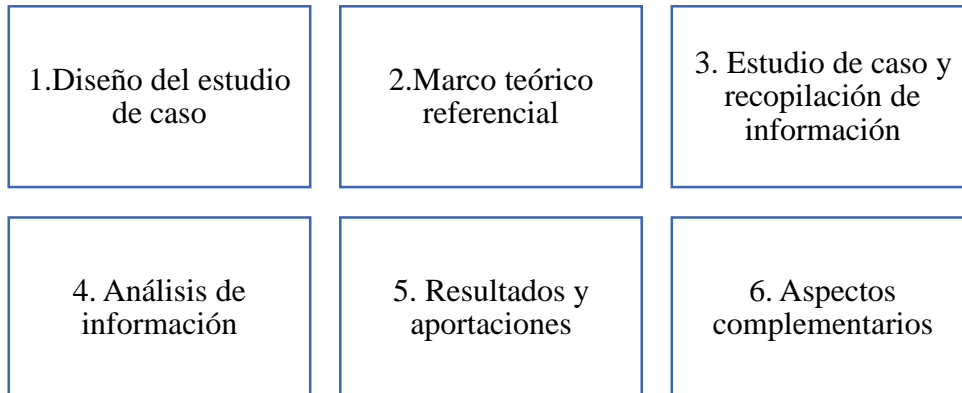 1.Diseño del estudio
de caso
2.Marco teórico
referencial
3. Estudio de caso y
recopilación de
información
4. Análisis de
información
5. Resultados y
aportaciones
6. Aspectos
complementarios